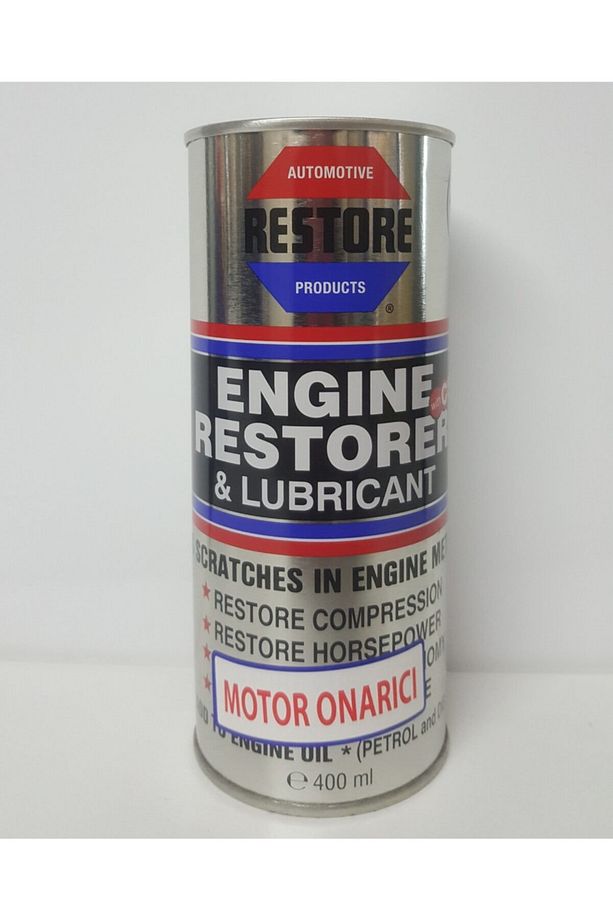 AUTOMOTIVE
RESTORE
PRODUCTS
®
ENGINE
RESTORER
& LUBRICANT
SCRATCHES IN ENGINE
★ RESTORE COMPRESSION
★ RESTORE HORSEPOWER
MOTOR ONARICI
TO ENGINE OIL * (PETROL and
℮ 400 ml